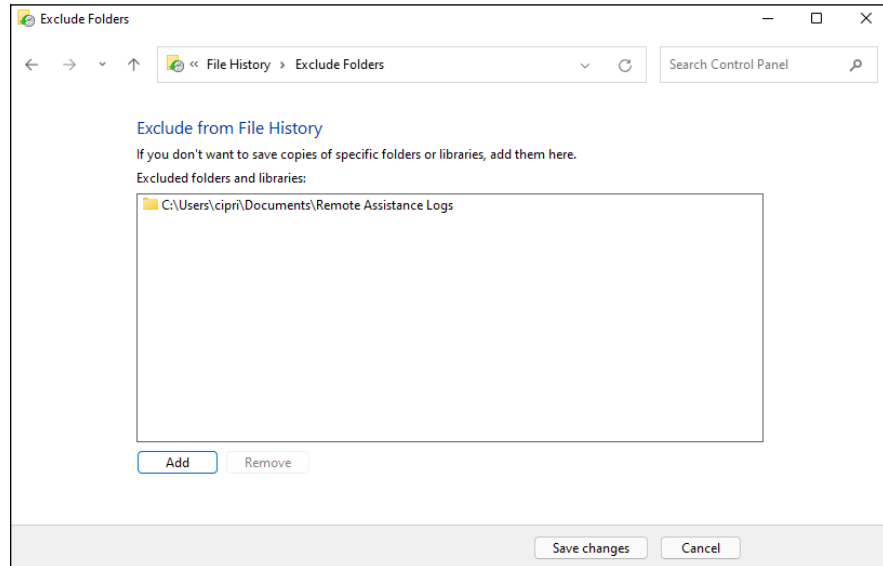 Exclude Folders
« File History > Exclude Folders
Search Control Panel
Exclude from File History
If you don't want to save copies of specific folders or libraries, add them here.
Excluded folders and libraries:
C:\Users\cipri\Documents\Remote Assistance Logs
Add Remove
Save changes Cancel